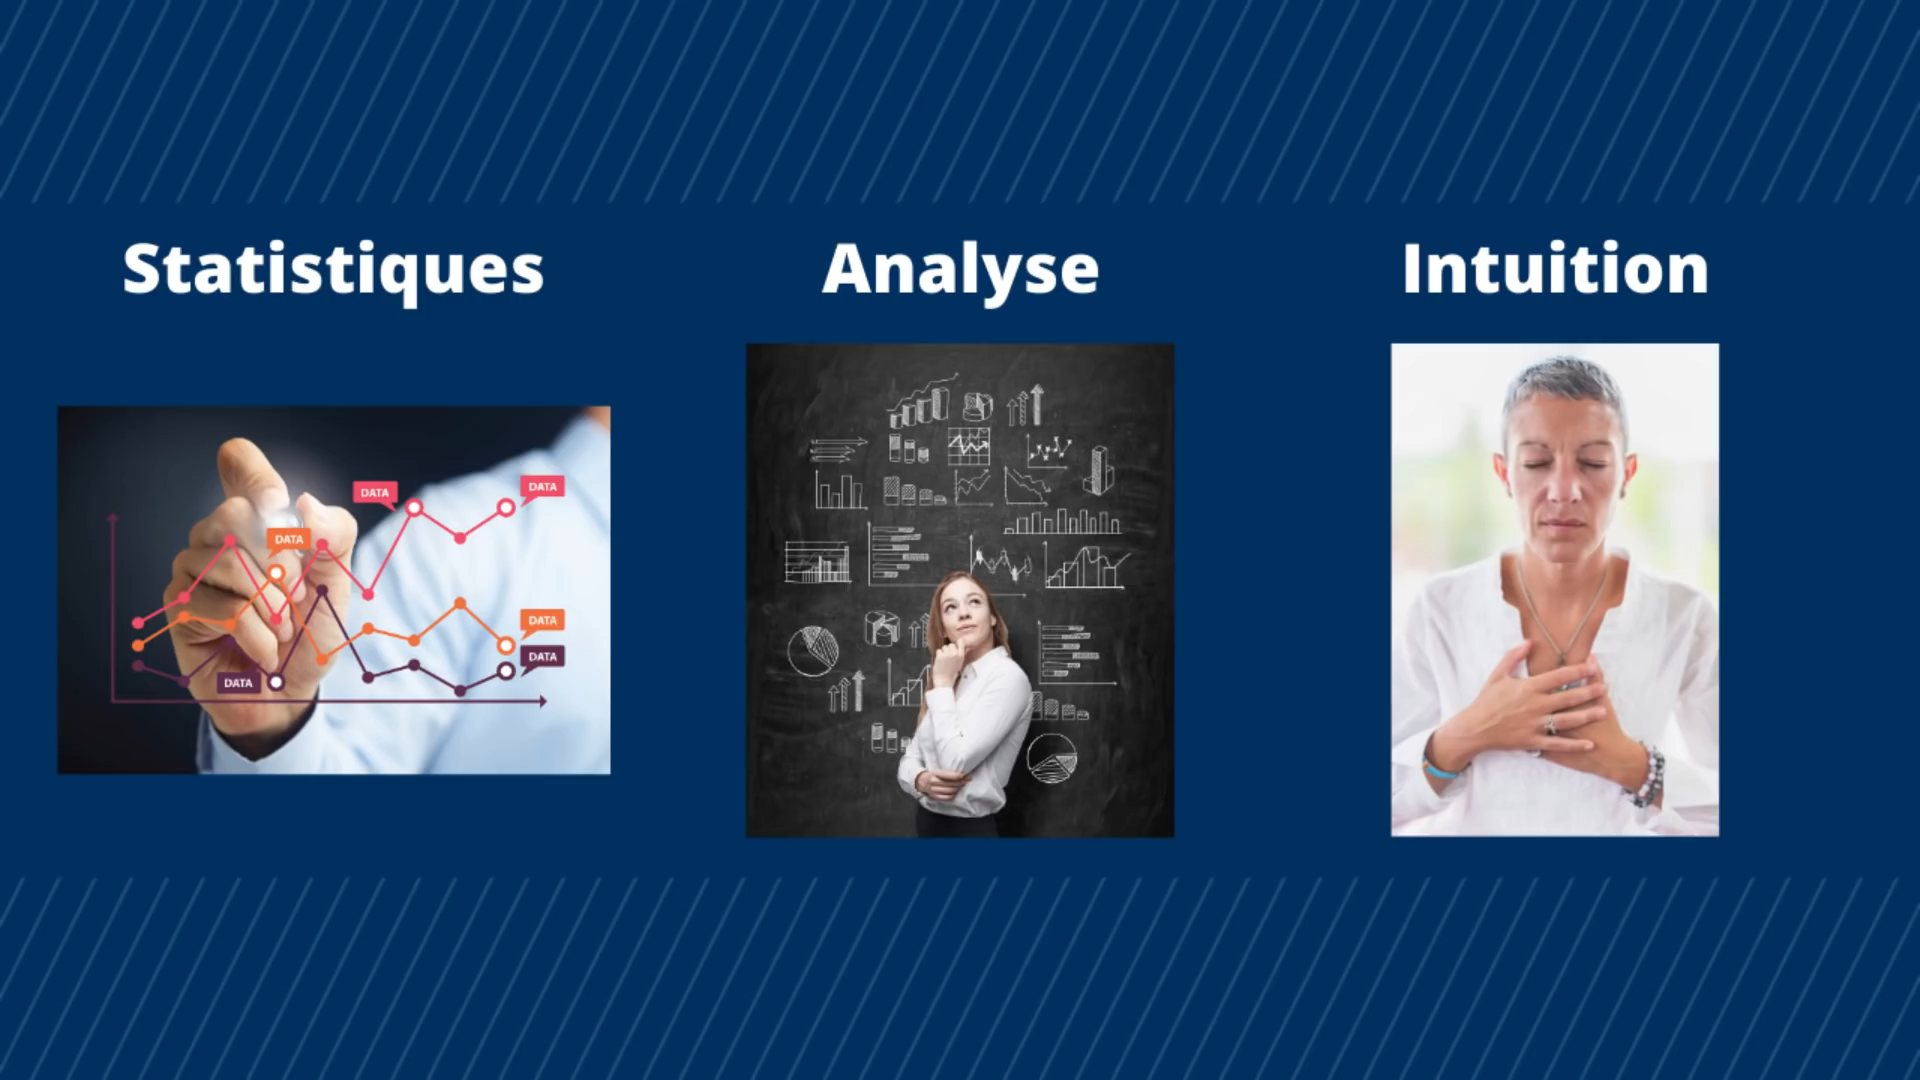 Statistiques
Analyse
Intuition
DATA
DATA
DATA
DATA
DATA
DATA